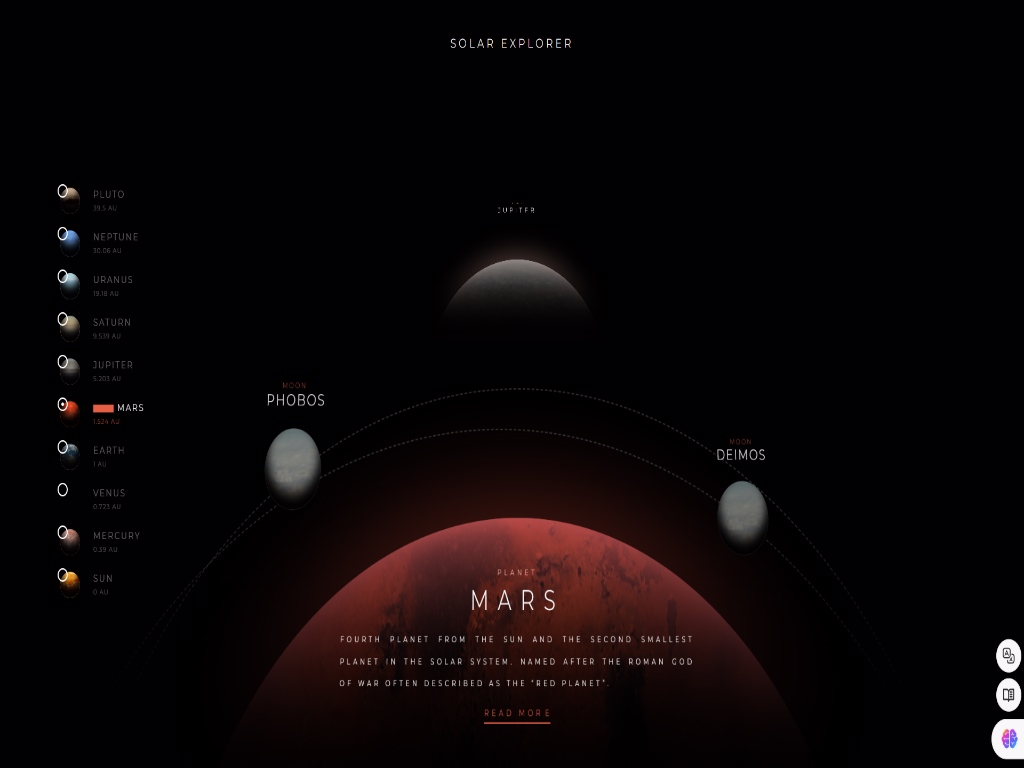 SOLAR EXPLORER
PLUTO
39.5 AU
NEPTUNE
30.06 AU
URANUS
19.18 AU
SATURN
9.539 AU
JUPITER
5.203 AU
MARS
1.524 AU
EARTH
1 AU
VENUS
0.723 AU
MERCURY
0.39 AU
SUN
0 AU
JUPITER
MOON
PHOBOS
MOON
DEIMOS
PLANET
MARS
FOURTH PLANET FROM THE SUN AND THE SECOND SMALLEST
PLANET IN THE SOLAR SYSTEM. NAMED AFTER THE ROMAN GOD
OF WAR OFTEN DESCRIBED AS THE "RED PLANET".
READ MORE